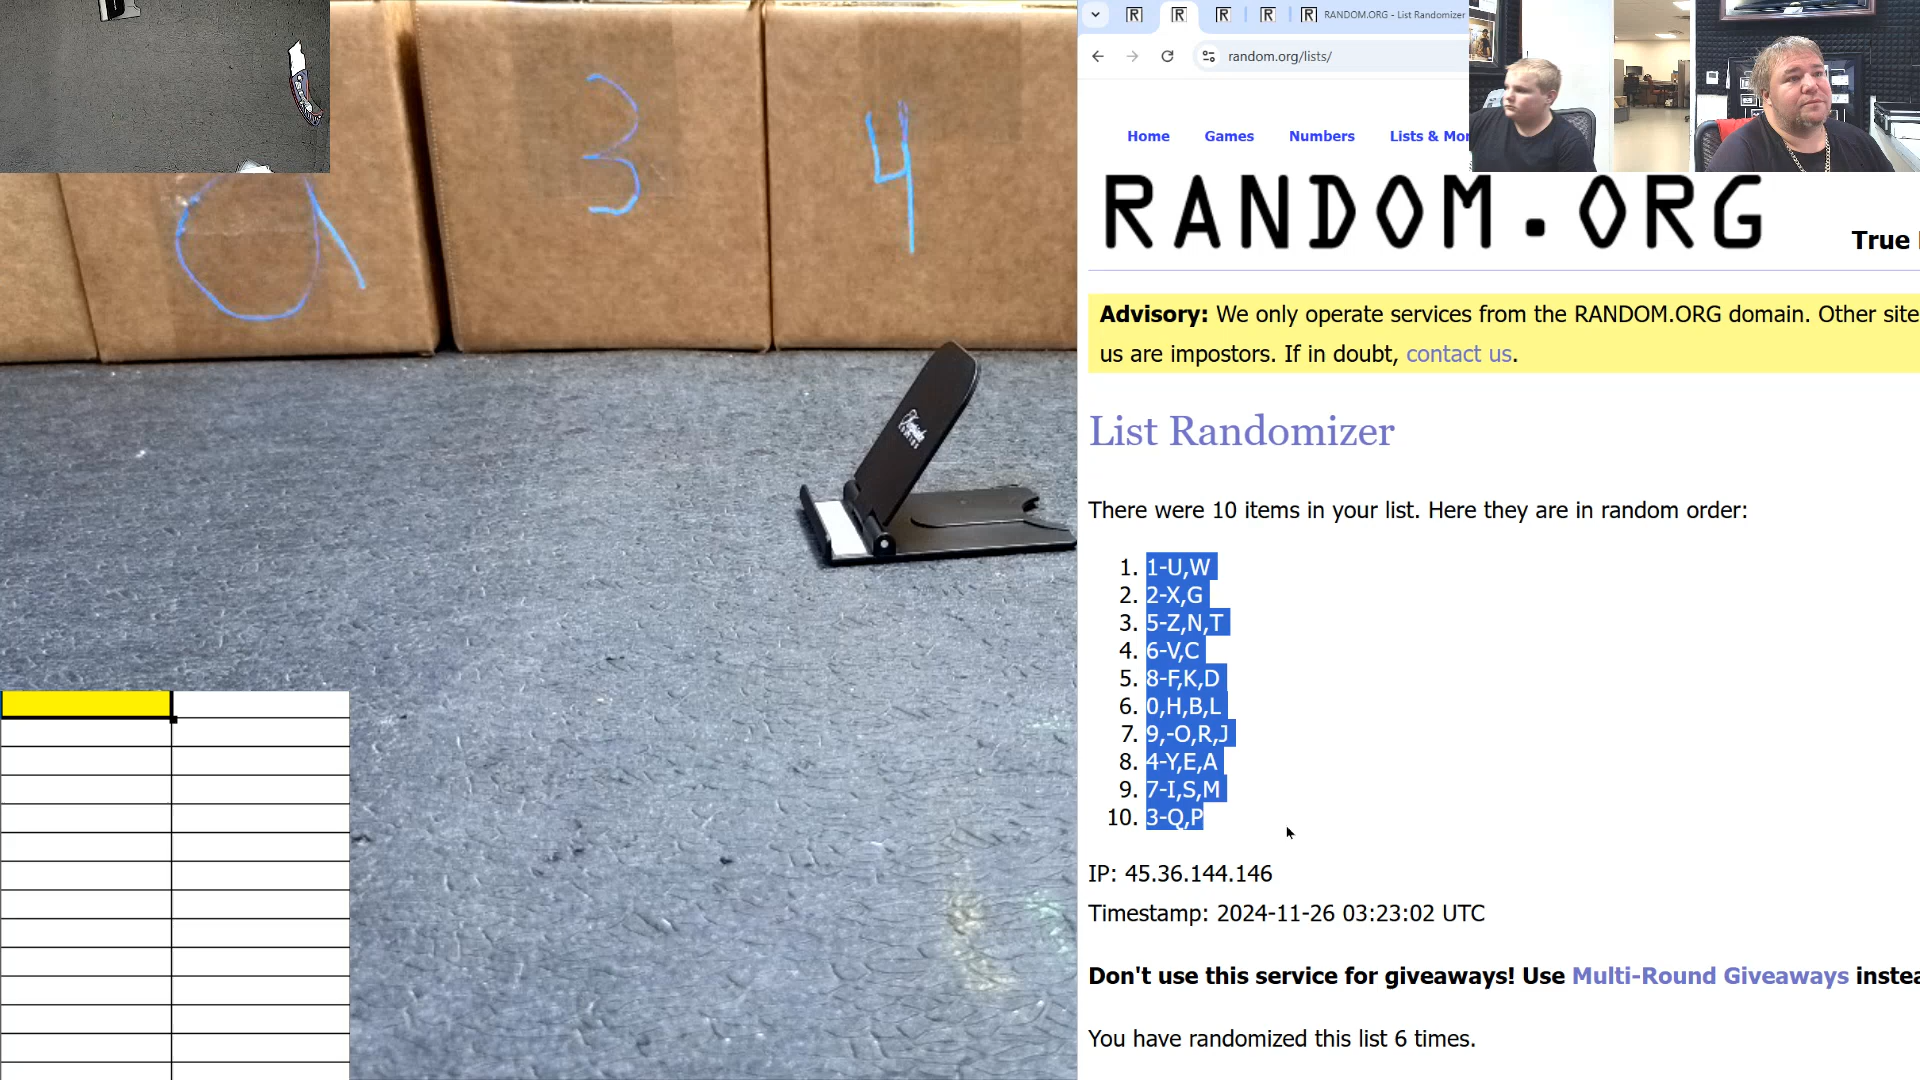 3
4
RANDOM.ORG - List Randomizer
random.org/lists/
Home Games Numbers Lists & Mor
RANDOM.ORG
True
Advisory: We only operate services from the RANDOM.ORG domain. Other site
us are impostors. If in doubt, contact us.
List Randomizer
There were 10 items in your list. Here they are in random order:
1. 1-U,W
2. 2-X,G
3. 5-Z,N,T
4. 6-V,C
5. 8-F,K,D
6. 0,H,B,L
7. 9,-O,R,J
8. 4-Y,E,A
9. 7-I,S,M
10. 3-Q,P
IP: 45.36.144.146
Timestamp: 2024-11-26 03:23:02 UTC
Don't use this service for giveaways! Use Multi-Round Giveaways instea
You have randomized this list 6 times.